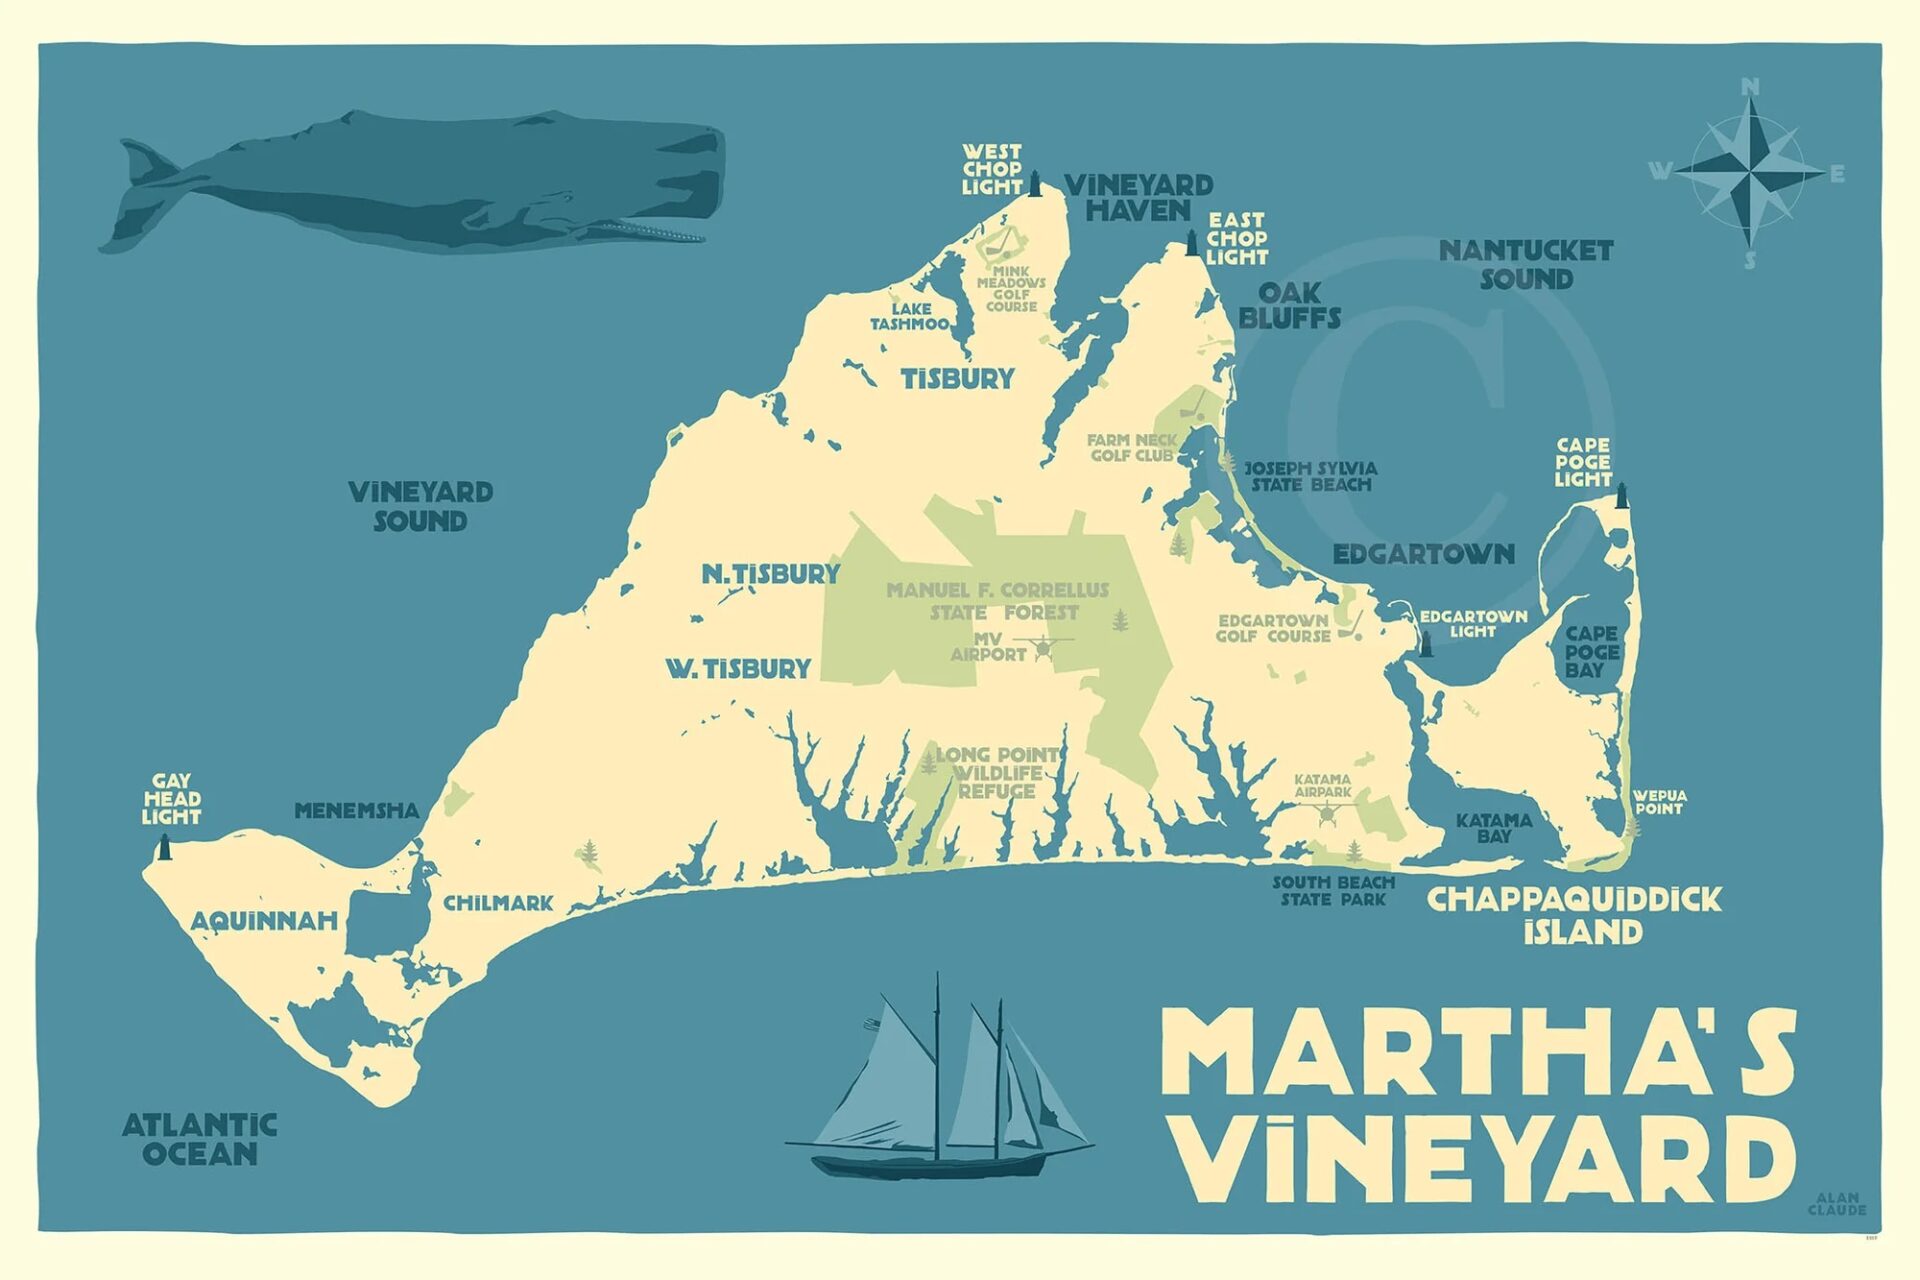 N
W
E
S
WEST
CHOP
LIGHT
VINEYARD
HAVEN
EAST
CHOP
LIGHT
NANTUCKET
SOUND
OAK
BLUFFS
MINK
MEADOWS
GOLF
COURSE
LAKE
TASHMOO
TISBURY
FARM NECK
GOLF CLUB
JOSEPH SYLVIA
STATE BEACH
CAPE
POGE
LIGHT
C
VINEYARD
SOUND
EDGARTOWN
N. TISBURY
MANUEL F. CORRELLUS
STATE FOREST
MV
AIRPORT
EDGARTOWN
GOLF COURSE
EDGARTOWN
LIGHT
CAPE
POGE
BAY
W. TISBURY
LONG POINT
WILDLIFE
REFUGE
KATAMA
AIRPARK
WEPUA
POINT
GAY
HEAD
LIGHT
MENEMSHA
KATAMA
BAY
AQUINNAH
CHILMARK
SOUTH BEACH
STATE PARK
CHAPPAQUIDDICK
ISLAND
ATLANTIC
OCEAN
MARTHA'S
VINEYARD
ALAN
CLAUDE